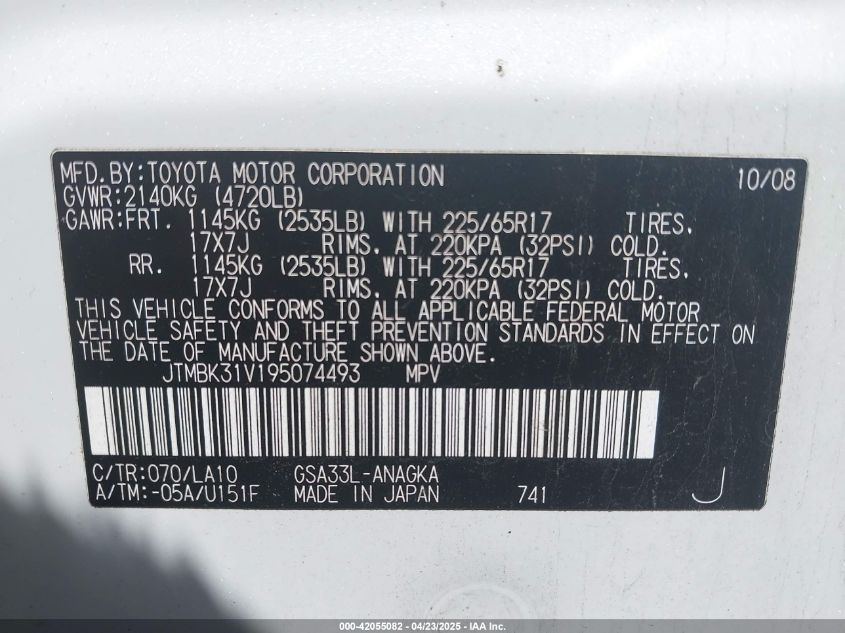 MFD.BY:TOYOTA MOTOR CORPORATION 10/08
GVWR:2140KG (4720LB)
GAWR:FRT. 1145KG (2535LB) WITH 225/65R17 TIRES,
17X7J RIMS. AT 220KPA (32PSI) COLD.
RR. 1145KG (2535LB) WITH 225/65R17 TIRES,
17X7J RIMS. AT 220KPA (32PSI) COLD.
THIS VEHICLE CONFORMS TO ALL APPLICABLE FEDERAL MOTOR
VEHICLE SAFETY AND THEFT PREVENTION STANDARDS IN EFFECT ON
THE DATE OF MANUFACTURE SHOWN ABOVE.
JTMBK31V195074493 MPV
C/TR:070/LA10 GSA33L-ANAGKA
A/TM:-05A/U151F MADE IN JAPAN 741 J
000-42055082 - 04/23/2025 - IAA Inc.